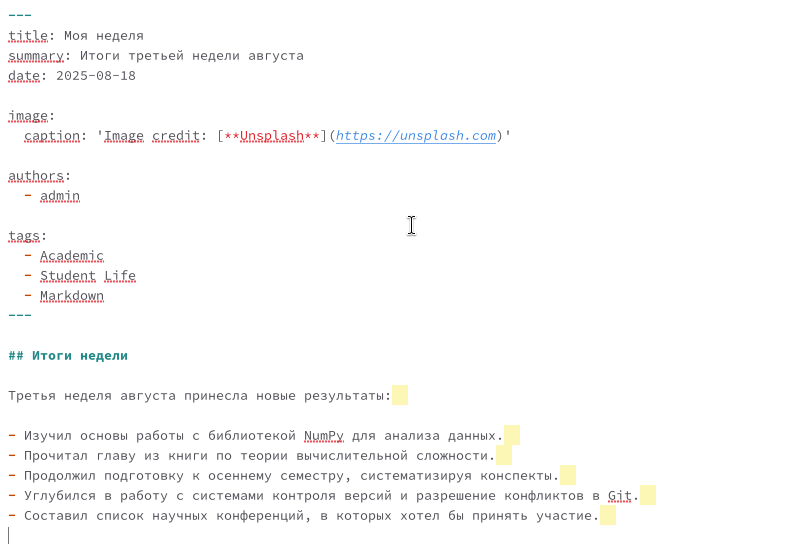 ---
title: Моя неделя
summary: Итоги третьей недели августа
date: 2025-08-18
image:
caption: 'Image credit: [**Unsplash**](https://unsplash.com)'
authors:
- admin
tags:
- Academic
- Student Life
- Markdown
---
## Итоги недели
Третья неделя августа принесла новые результаты:
- Изучил основы работы с библиотекой NumPy для анализа данных.
- Прочитал главу из книги по теории вычислительной сложности.
- Продолжил подготовку к осеннему семестру, систематизируя конспекты.
- Углубился в работу с системами контроля версий и разрешение конфликтов в Git.
- Составил список научных конференций, в которых хотел бы принять участие.